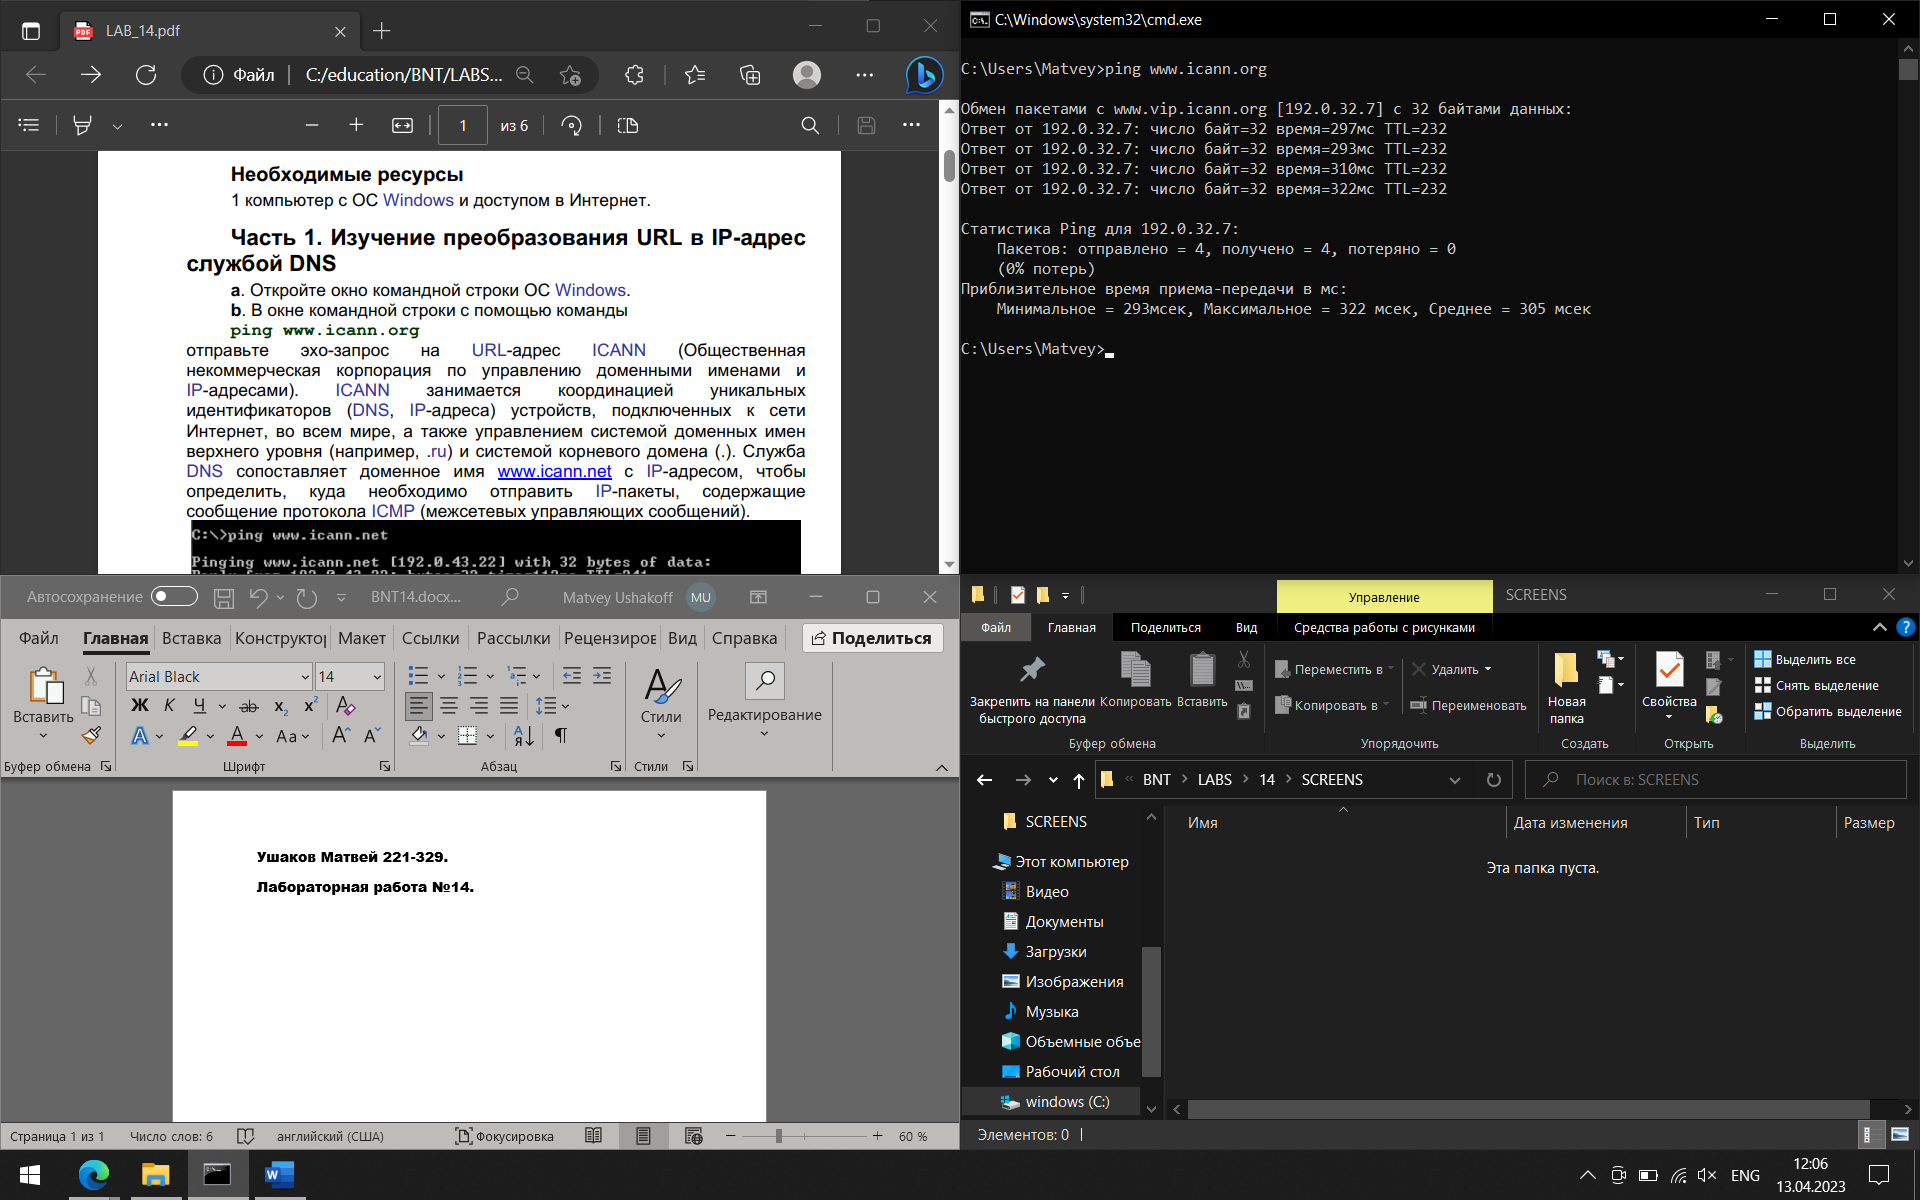 LAB_14.pdf
Файл
C:/education/BNT/LABS...
1
из 6
Необходимые ресурсы
1 компьютер с ОС Windows и доступом в Интернет.
Часть 1. Изучение преобразования URL в IP-адрес
службой DNS
a. Откройте окно командной строки ОС Windows.
b. В окне командной строки с помощью команды
ping www.icann.org
отправьте эхо-запрос на URL-адрес ICANN (Общественная
некоммерческая корпорация по управлению доменными именами и
IP-адресами). ICANN занимается координацией уникальных
идентификаторов (DNS, IP-адреса) устройств, подключенных к сети
Интернет, во всем мире, а также управлением системой доменных имен
верхнего уровня (например, .ru) и системой корневого домена (.). Служба
DNS сопоставляет доменное имя www.icann.net с IP-адресом, чтобы
определить, куда необходимо отправить IP-пакеты, содержащие
сообщение протокола ICMP (межсетевых управляющих сообщений).
C:\>ping www.icann.net
Pinging www.icann.net [192.0.43.22] with 32 bytes of data:
C:\Windows\system32\cmd.exe
C:\Users\Matvey>ping www.icann.org
Обмен пакетами с www.vip.icann.org [192.0.32.7] с 32 байтами данных:
Ответ от 192.0.32.7: число байт=32 время=297мс TTL=232
Ответ от 192.0.32.7: число байт=32 время=293мс TTL=232
Ответ от 192.0.32.7: число байт=32 время=310мс TTL=232
Ответ от 192.0.32.7: число байт=32 время=322мс TTL=232
Статистика Ping для 192.0.32.7:
Пакетов: отправлено = 4, получено = 4, потеряно = 0
(0% потерь)
Приблизительное время приема-передачи в мс:
Минимальное = 293мсек, Максимальное = 322 мсек, Среднее = 305 мсек
C:\Users\Matvey>
Автосохранение
BNT14.docx...
Matvey Ushakoff
MU
Файл Главная Вставка Конструктор Макет Ссылки Рассылки Рецензиров Вид Справка Поделиться
Вставить
Буфер обмена
Arial Black 14
Ж К Ч ab x₂ x²
A A Aa A A
Шрифт
Абзац
Стили
Стили
Редактирование
Ушаков Матвей 221-329.
Лабораторная работа №14.
Страница 1 из 1 Число слов: 6 английский (США) Фокусировка 60 %
Управление SCREENS
Файл Главная Поделиться Вид Средства работы с рисунками
Закрепить на панели
быстрого доступа
Копировать
Вставить
Буфер обмена
Переместить в
Копировать в
Удалить
Переименовать
Упорядочить
Новая
папка
Создать
Свойства
Открыть
Выделить все
Снять выделение
Обратить выделение
Выделить
BNT LABS 14 SCREENS
Поиск в: SCREENS
SCREENS
Этот компьютер
Видео
Документы
Загрузки
Изображения
Музыка
Объемные объе
Рабочий стол
windows (C:)
Имя Дата изменения Тип Размер
Эта папка пуста.
Элементов: 0
ENG
12:06
13.04.2023